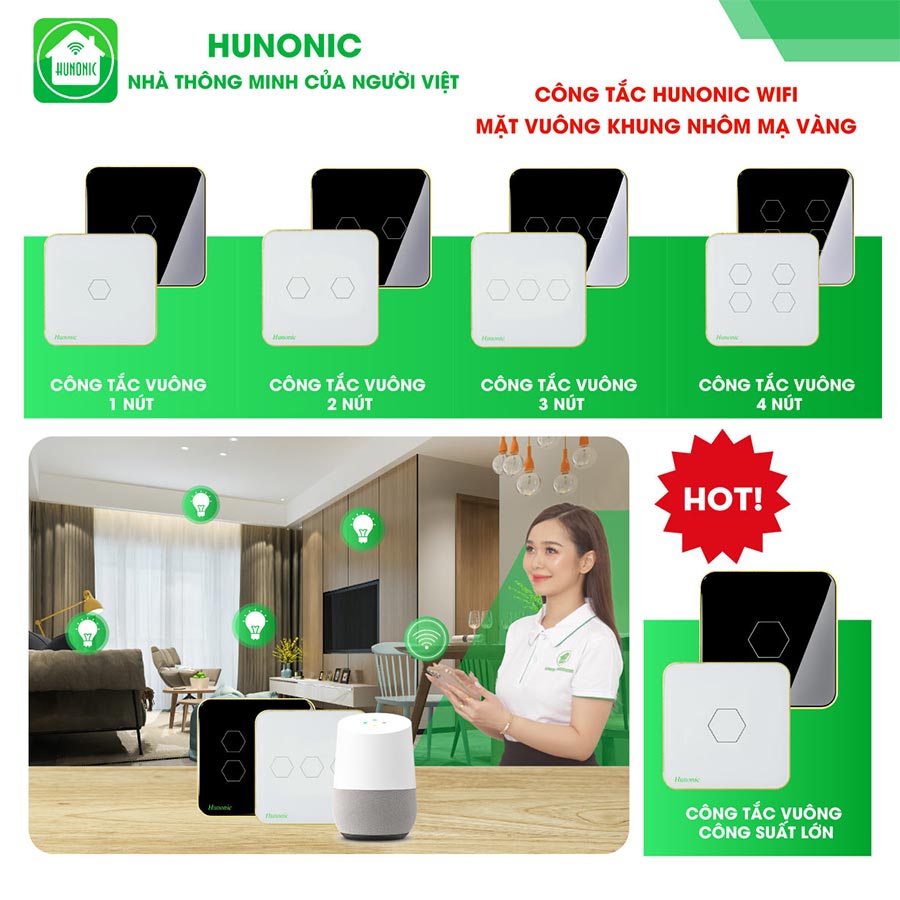 HUNONIC
HUNONIC
NHÀ THÔNG MINH CỦA NGƯỜI VIỆT
CÔNG TẮC HUNONIC WIFI
MẶT VUÔNG KHUNG NHÔM MẠ VÀNG
Hunonic
Hunonic
Hunonic
Hunonic
CÔNG TẮC VUÔNG
1 NÚT
CÔNG TẮC VUÔNG
2 NÚT
CÔNG TẮC VUÔNG
3 NÚT
CÔNG TẮC VUÔNG
4 NÚT
HOT!
Hunonic
Hunonic
Hunonic
CÔNG TẮC VUÔNG
CÔNG SUẤT LỚN